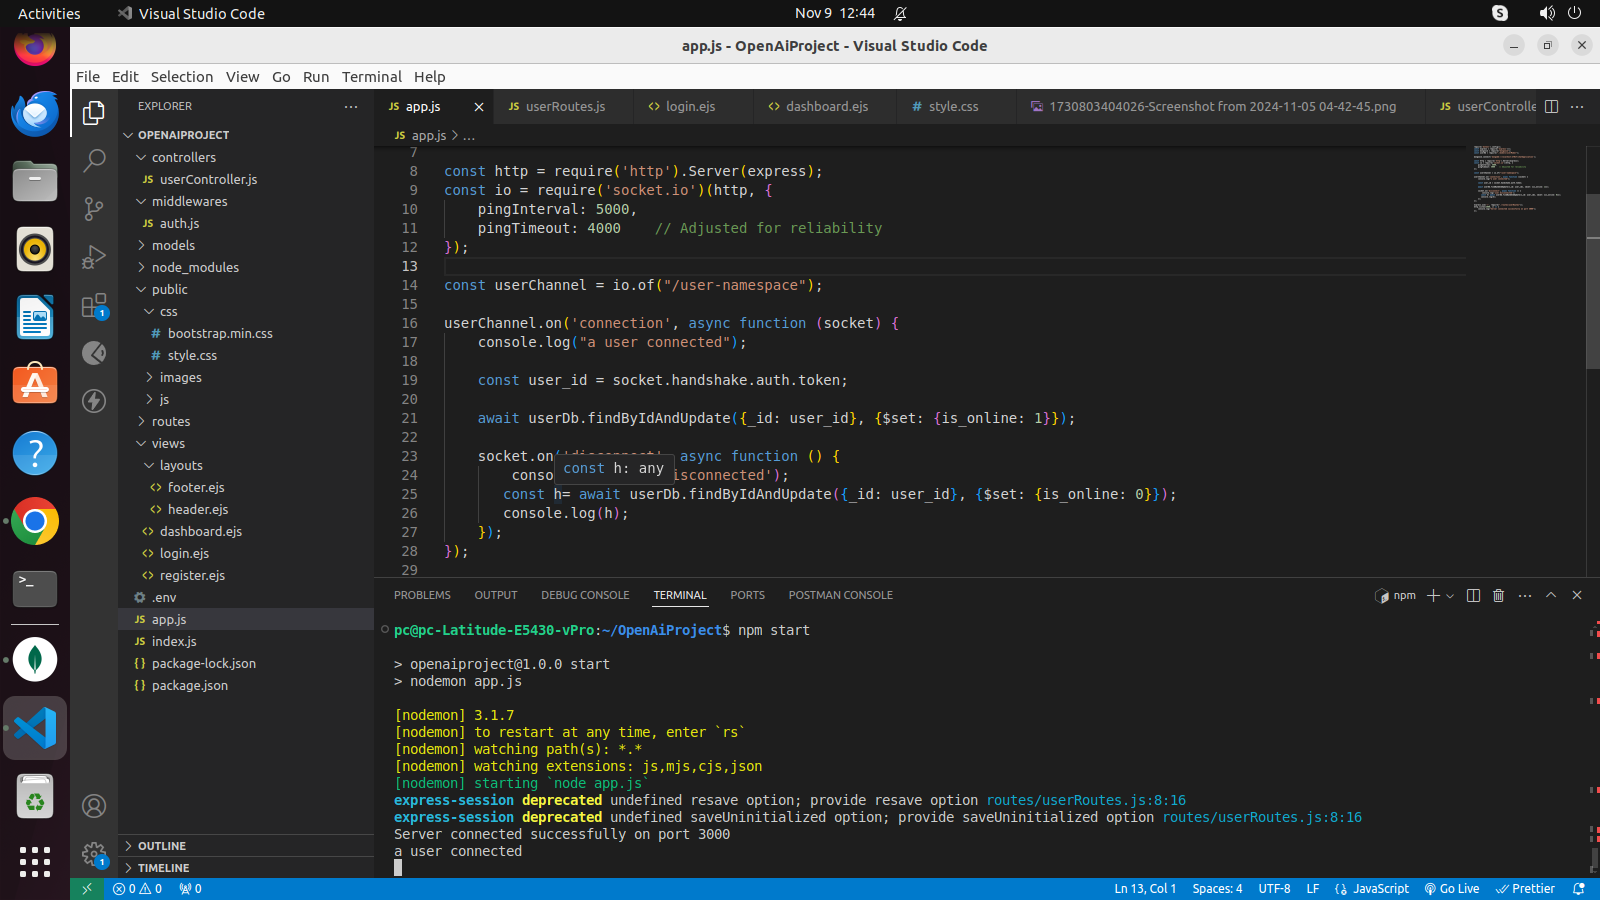 Activities
Visual Studio Code
Nov 9 12:44
app.js - OpenAiProject - Visual Studio Code
File Edit Selection View Go Run Terminal Help
EXPLORER
app.js
userRoutes.js
login.ejs
dashboard.ejs
style.css
1730803404026-Screenshot from 2024-11-05 04-42-45.png
userControlle
app.js > ...
OPENAIPROJECT
controllers
userController.js
middlewares
auth.js
models
node_modules
public
css
bootstrap.min.css
style.css
images
js
routes
views
layouts
footer.ejs
header.ejs
dashboard.ejs
login.ejs
register.ejs
.env
app.js
index.js
package-lock.json
package.json
OUTLINE
TIMELINE
7
8 const http = require('http').Server(express);
9 const io = require('socket.io')(http, {
10 pingInterval: 5000,
11 pingTimeout: 4000 // Adjusted for reliability
12 });
13
14 const userChannel = io.of("/user-namespace");
15
16 userChannel.on('connection', async function (socket) {
17 console.log("a user connected");
18
19 const user_id = socket.handshake.auth.token;
20
21 await userDb.findByIdAndUpdate({_id: user_id}, {$set: {is_online: 1}});
22
23 socket.on('disconnect', async function () {
24 conso
const h: any
isconnected');
25 const h= await userDb.findByIdAndUpdate({_id: user_id}, {$set: {is_online: 0}});
26 console.log(h);
27 });
28 });
29
PROBLEMS OUTPUT DEBUG CONSOLE TERMINAL PORTS POSTMAN CONSOLE
npm
pc@pc-Latitude-E5430-vPro:~/OpenAiProject$ npm start
> openaiproject@1.0.0 start
> nodemon app.js
[nodemon] 3.1.7
[nodemon] to restart at any time, enter `rs`
[nodemon] watching path(s): *.*
[nodemon] watching extensions: js,mjs,cjs,json
[nodemon] starting `node app.js`
express-session deprecated undefined resave option; provide resave option routes/userRoutes.js:8:16
express-session deprecated undefined saveUninitialized option; provide saveUninitialized option routes/userRoutes.js:8:16
Server connected successfully on port 3000
a user connected
0 0 0
Ln 13, Col 1 Spaces: 4 UTF-8 LF JavaScript Go Live Prettier